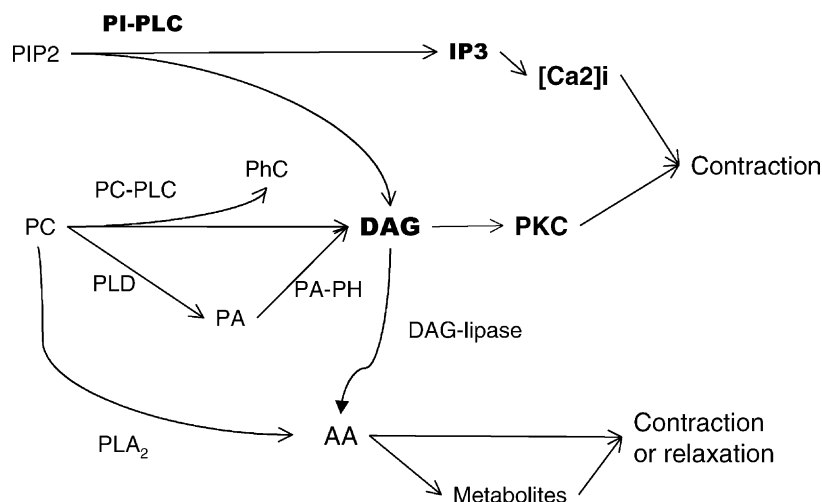 PI-PLC
PIP2
IP3
[Ca2]i
Contraction
PhC
PC-PLC
PC
DAG
PKC
PLD
PA-PH
PA
DAG-lipase
Contraction
or relaxation
AA
PLA2
Metabolites